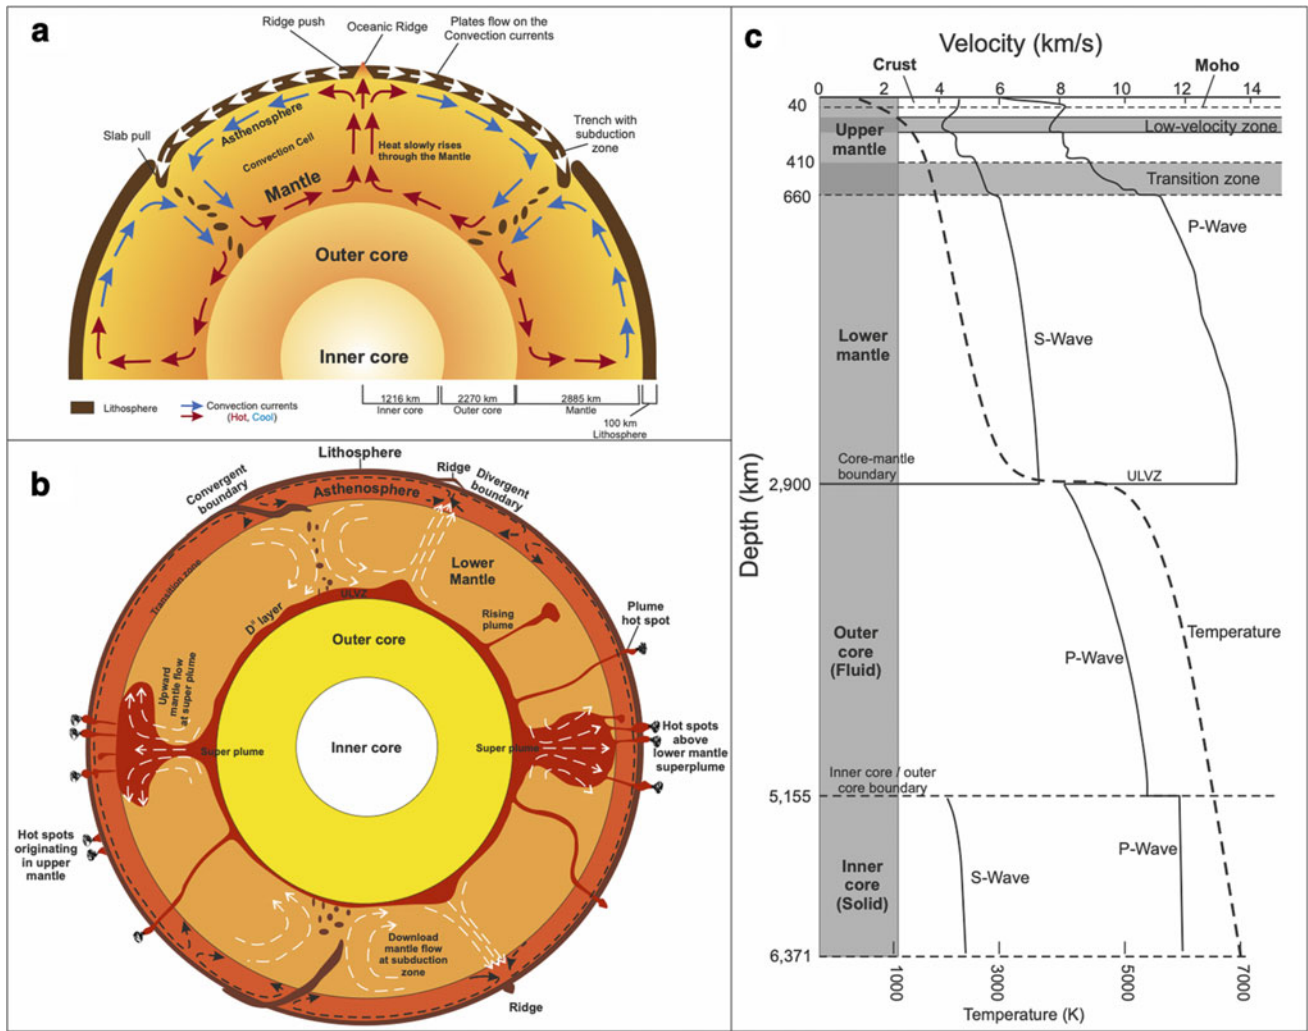 a
Ridge push
Oceanic Ridge
Plates flow on the
Convection currents
Slab pull
Asthenosphere
Convection Cell
Mantle
Heat slowly rises
through the Mantle
Trench with
subduction
zone
Outer core
Inner core
Lithosphere
Convection currents
(Hot, Cool)
1216 km
Inner core
2270 km
Outer core
2885 km
Mantle
100 km
Lithosphere
b
Lithosphere
Convergent
boundary
Asthenosphere
Ridge
Divergent
boundary
Transition zone
Lower
Mantle
ULVZ
D" layer
Rising
plume
Plume
hot spot
Outer core
Upward
mantle flow
at super plume
Inner core
Super plume
Super plume
Hot spots
above
lower mantle
superplume
Hot spots
originating
in upper
mantle
Download
mantle flow
at subduction
zone
Ridge
c
Velocity (km/s)
Crust
Moho
0 2 4 6 8 10 12 14
40
Low-velocity zone
Upper
mantle
410
Transition zone
660
P-Wave
Lower
mantle
S-Wave
Core-mantle
boundary
ULVZ
2,900
Depth (km)
Outer
core
(Fluid)
P-Wave
Temperature
Inner core / outer
core boundary
5,155
Inner
core
(Solid)
S-Wave
P-Wave
6,371
1000 3000 5000 7000
Temperature (K)